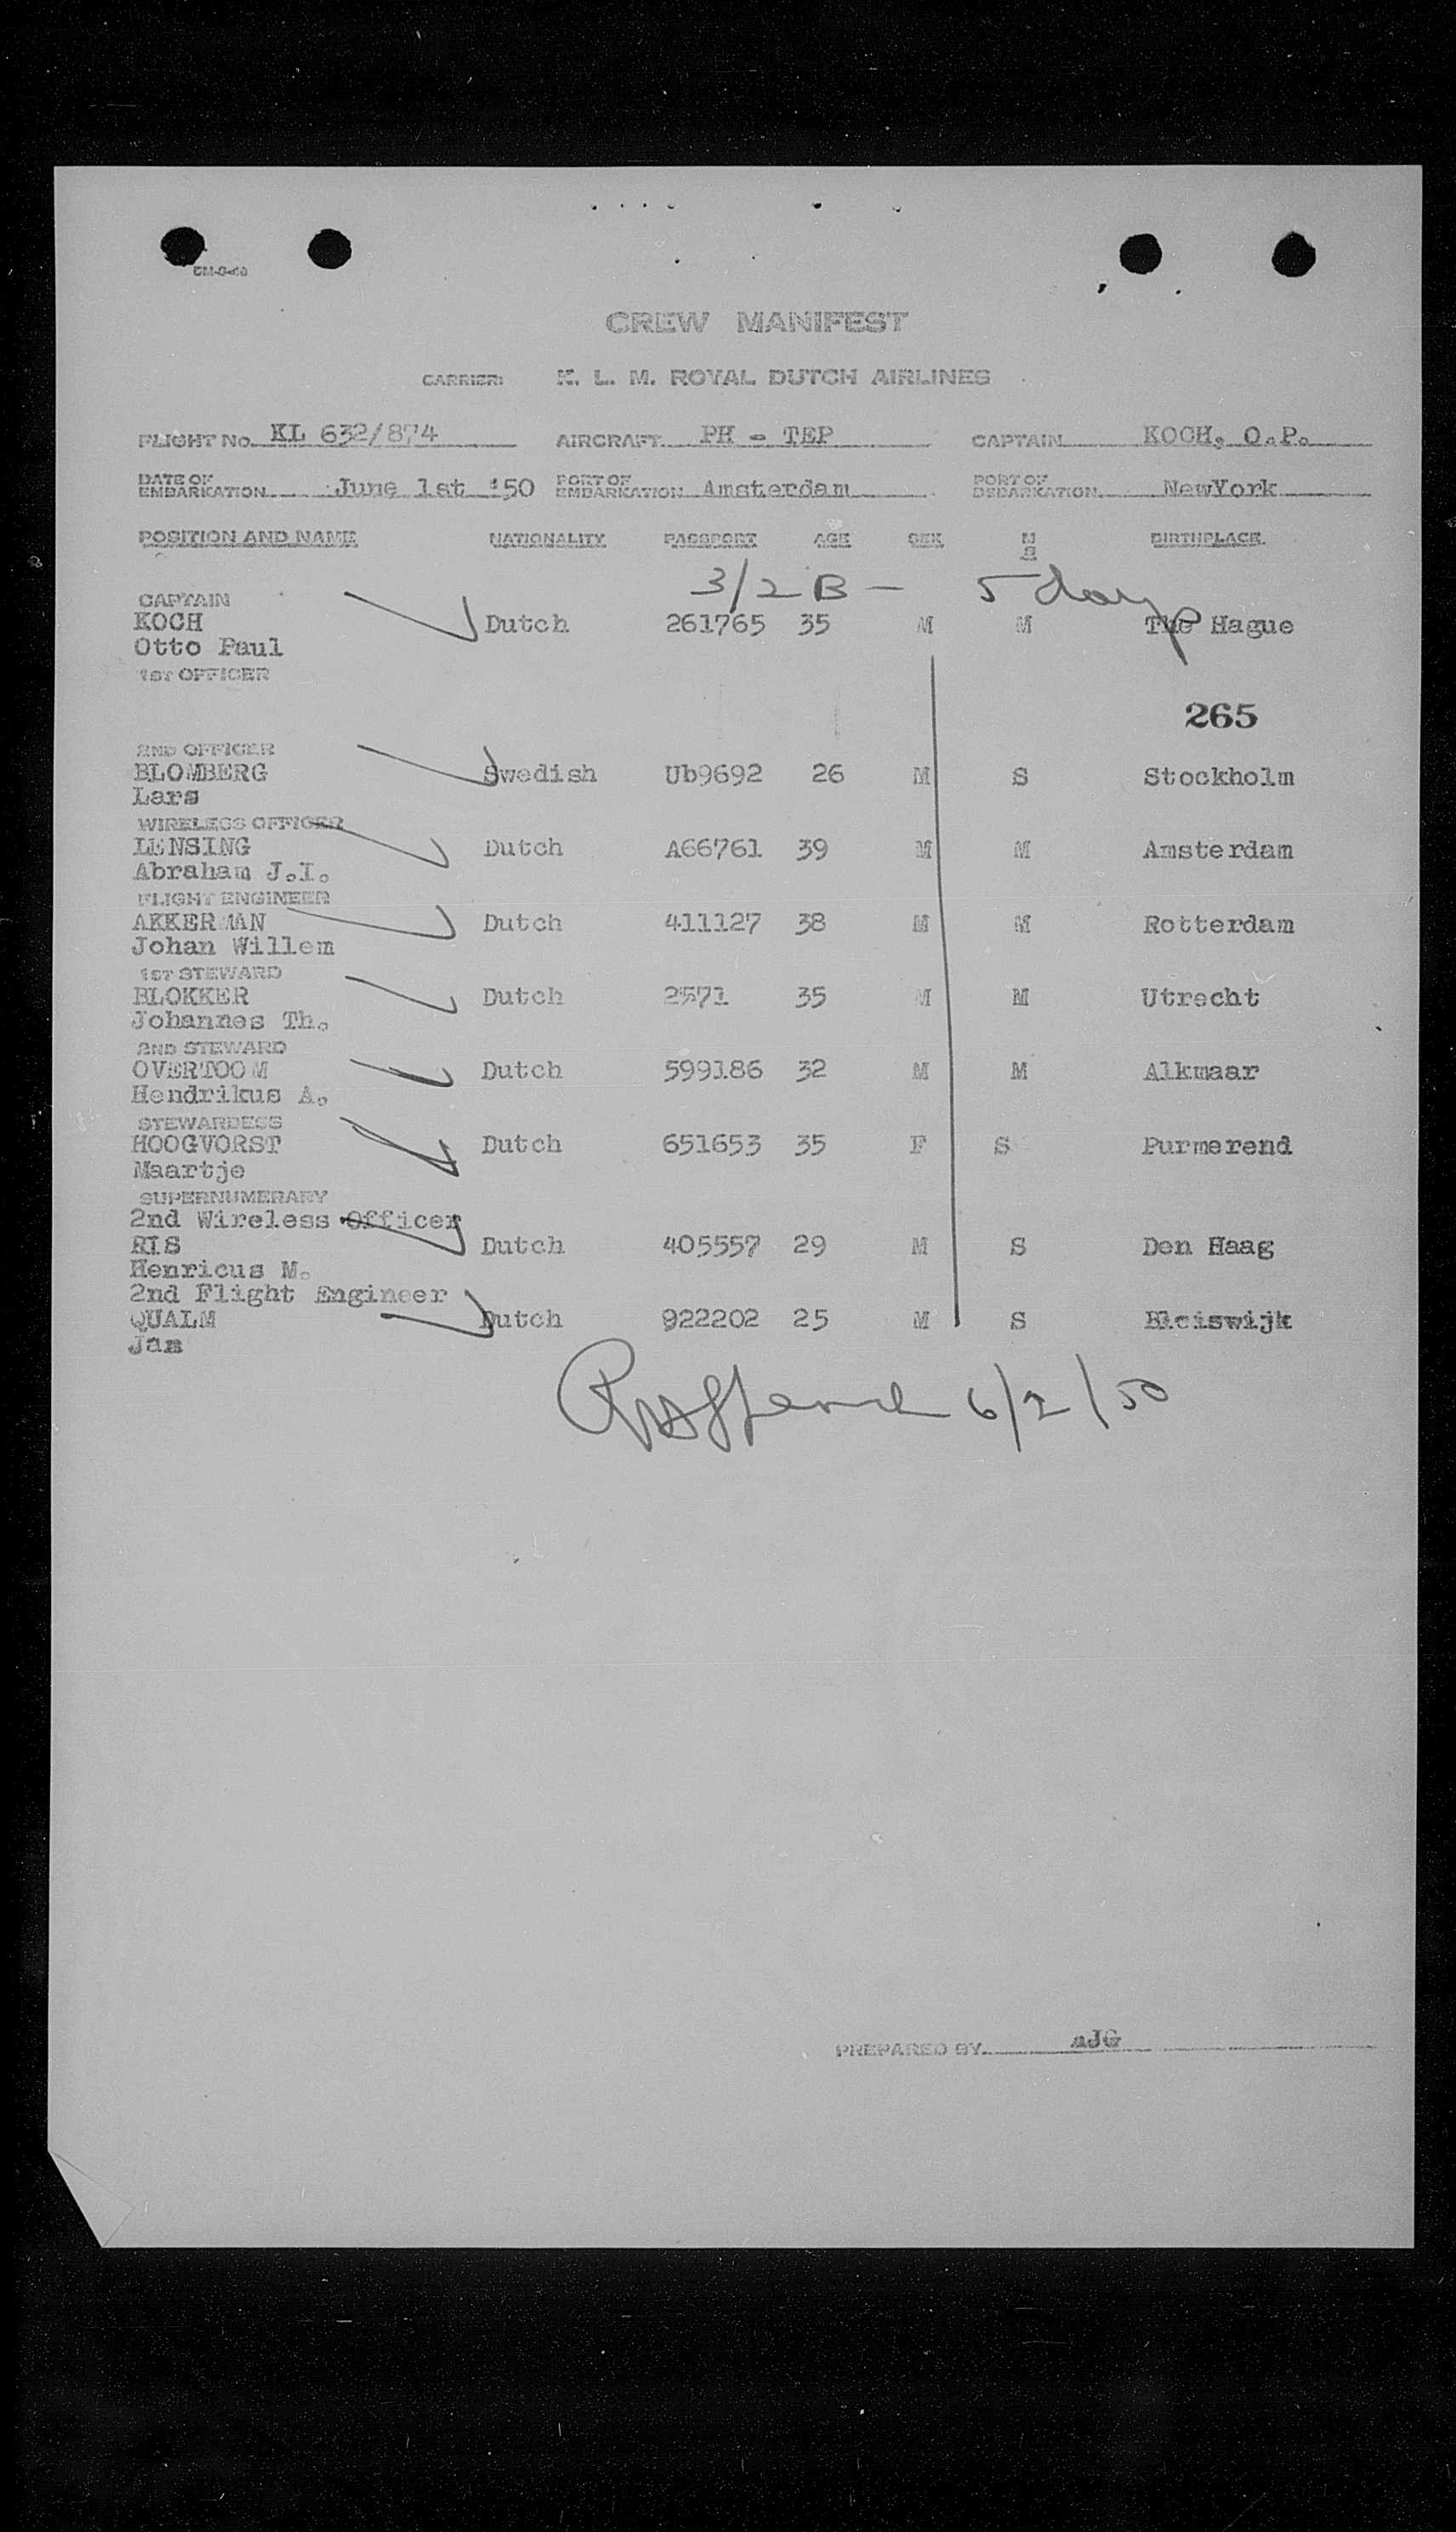 CREW MANIFEST
CARRIER: K. L. M. ROYAL DUTCH AIRLINES
FLIGHT No. KL 632/874 AIRCRAFT PH - TEP CAPTAIN KOCH, O.P.
DATE OF EMBARKATION June 1st '50 PORT OF EMBARKATION Amsterdam PORT OF DEBARKATION NewYork
POSITION AND NAME NATIONALITY PASSPORT AGE SEX M S BIRTHPLACE
3/2 B - 5 days
CAPTAIN
KOCH Dutch 261765 35 M M The Hague
Otto Paul
1ST OFFICER
265
2ND OFFICER
BLOMBERG Swedish Ub9692 26 M S Stockholm
Lars
WIRELESS OFFICER
LENSING Dutch A66761 39 M M Amsterdam
Abraham J.I.
FLIGHT ENGINEER
AKKERMAN Dutch 411127 38 M M Rotterdam
Johan Willem
1ST STEWARD
BLOKKER Dutch 2571 35 M M Utrecht
Johannes Th.
2ND STEWARD
OVERTOOM Dutch 599186 32 M M Alkmaar
Hendrikus A.
STEWARDESS
HOOGVORST Dutch 651653 35 F S Purmerend
Maartje
SUPERNUMERARY
2nd Wireless Officer
RIS Dutch 405557 29 M S Den Haag
Henricus M.
2nd Flight Engineer
QUALM Dutch 922202 25 M S Bleiswijk
Jan
6/2/50
PREPARED BY AJG